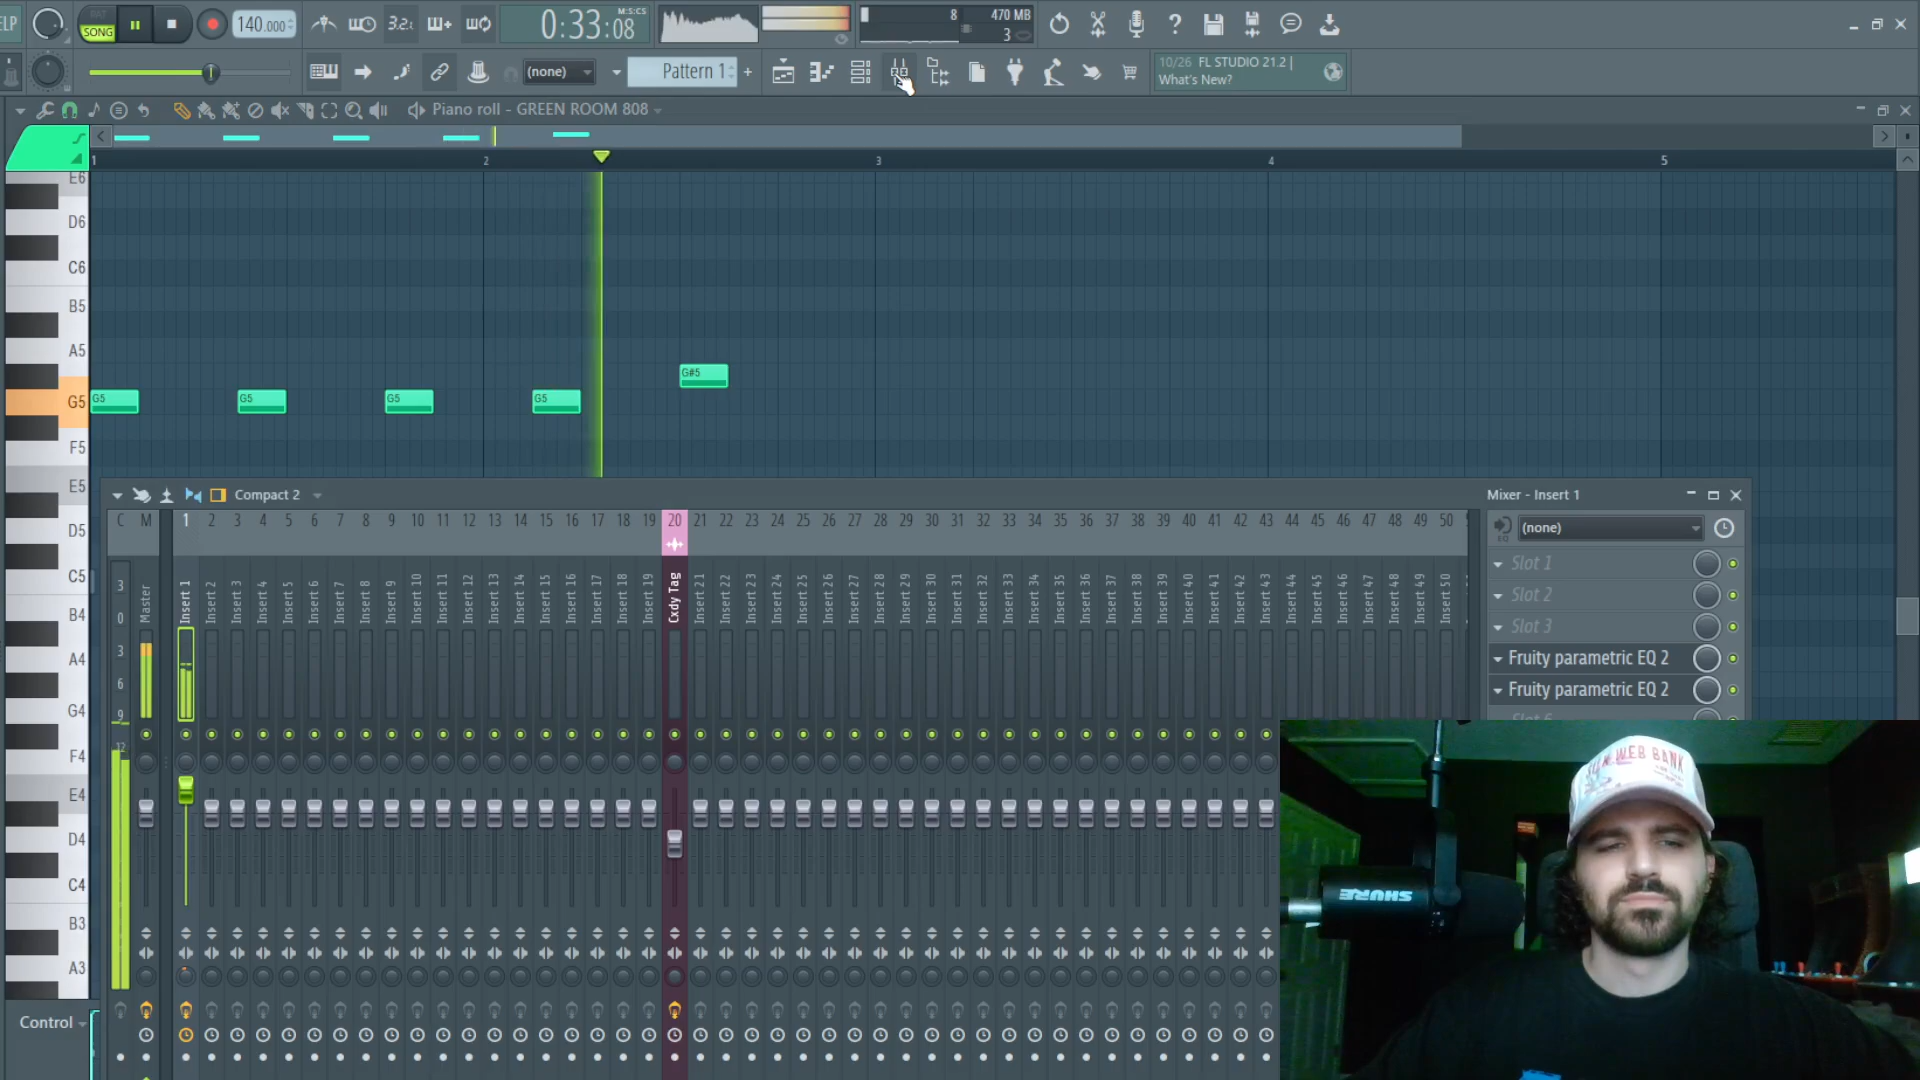 ELP
PAT
SONG
140.000
3.2.
0:33:08
M:S:CS
8
470 MB
3
(none)
Pattern 1
+
10/26 FL STUDIO 21.2 |
What's New?
Piano roll - GREEN ROOM 808
1
2
3
4
5
E6
D6
C6
B5
A5
G#5
G5
G5
G5
G5
G5
F5
E5
D5
C5
B4
A4
G4
F4
E4
D4
C4
B3
A3
Control
Compact 2
Mixer - Insert 1
C M 1 2 3 4 5 6 7 8 9 10 11 12 13 14 15 16 17 18 19 20 21 22 23 24 25 26 27 28 29 30 31 32 33 34 35 36 37 38 39 40 41 42 43 44 45 46 47 48 49 50
3
0
3
6
9
12
Master
Insert 1
Insert 2
Insert 3
Insert 4
Insert 5
Insert 6
Insert 7
Insert 8
Insert 9
Insert 10
Insert 11
Insert 12
Insert 13
Insert 14
Insert 15
Insert 16
Insert 17
Insert 18
Insert 19
Cxdy Tag
Insert 21
Insert 22
Insert 23
Insert 24
Insert 25
Insert 26
Insert 27
Insert 28
Insert 29
Insert 30
Insert 31
Insert 32
Insert 33
Insert 34
Insert 35
Insert 36
Insert 37
Insert 38
Insert 39
Insert 40
Insert 41
Insert 42
Insert 43
Insert 44
Insert 45
Insert 46
Insert 47
Insert 48
Insert 49
Insert 50
EQ
(none)
Slot 1
Slot 2
Slot 3
Fruity parametric EQ 2
Fruity parametric EQ 2
WEB BANK
SHURE